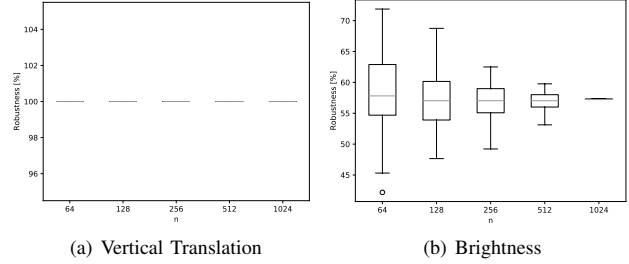 104
102
100
98
96
Robustness [%]
64 128 256 512 1024
n
(a) Vertical Translation
70
65
60
55
50
45
Robustness [%]
64 128 256 512 1024
n
(b) Brightness